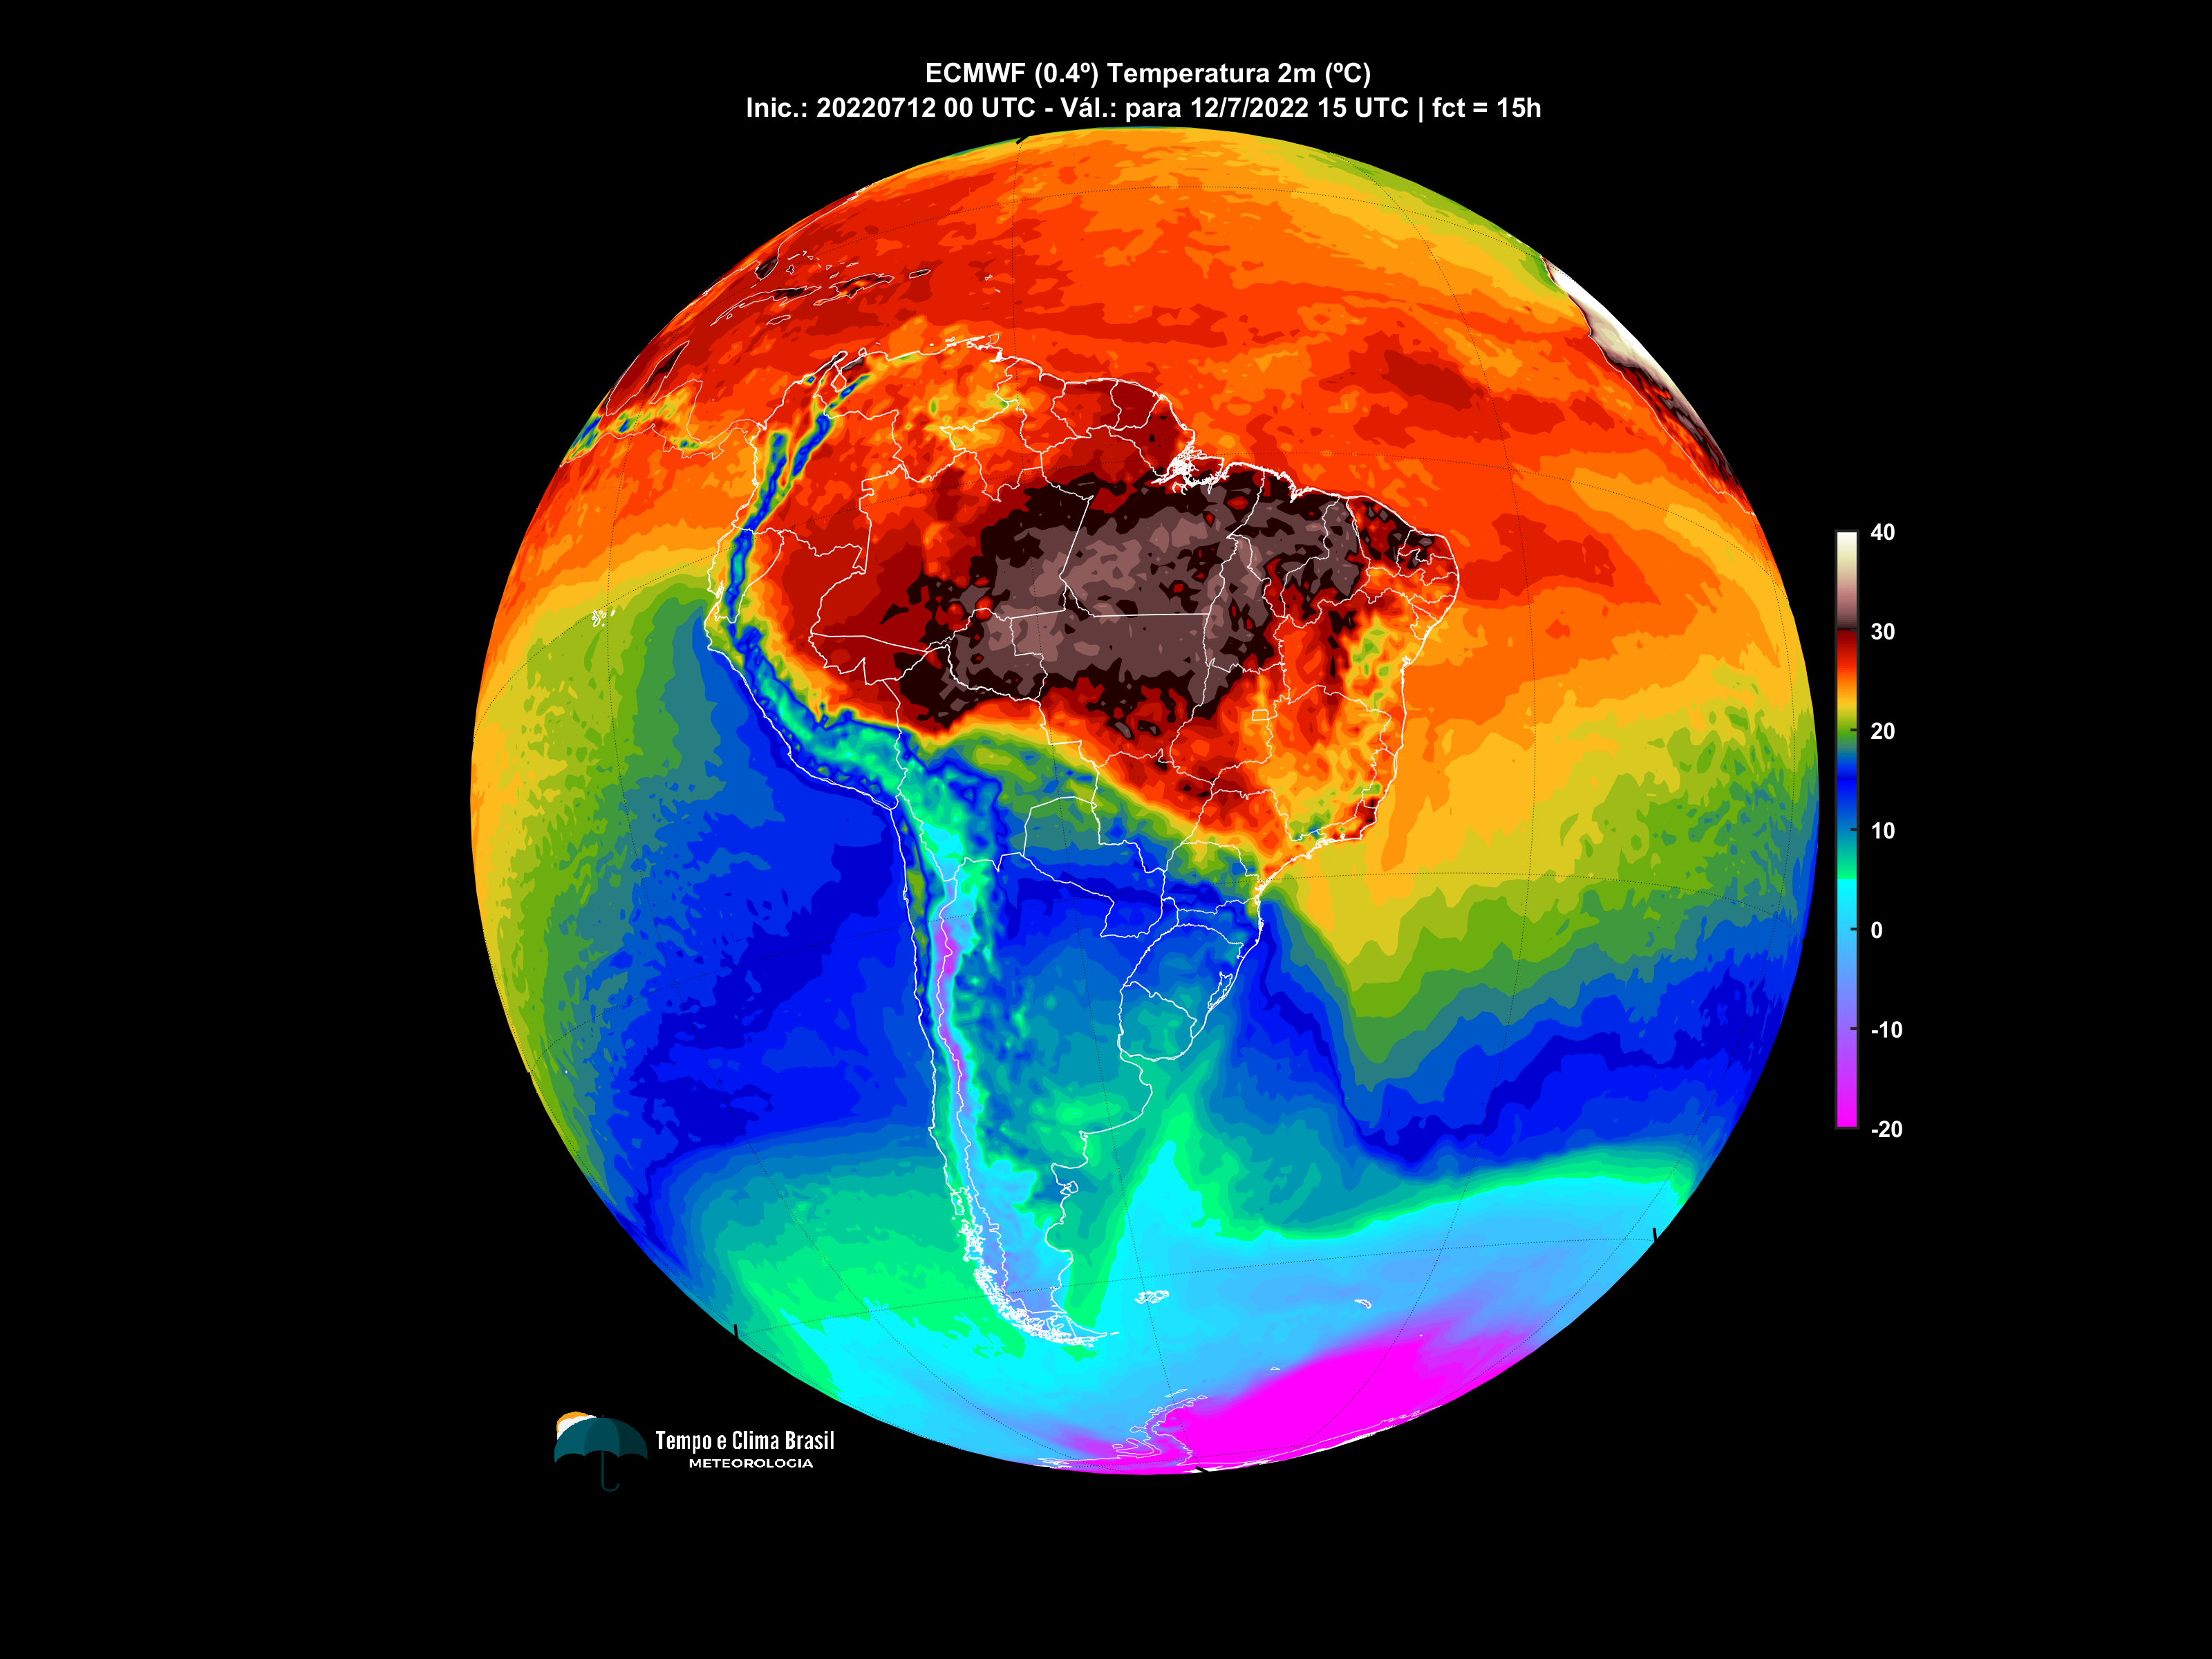 ECMWF (0.4º) Temperatura 2m (ºC)
Inic.: 20220712 00 UTC - Vál.: para 12/7/2022 15 UTC | fct = 15h
40
30
20
10
0
-10
-20
Tempo e Clima Brasil
METEOROLOGIA